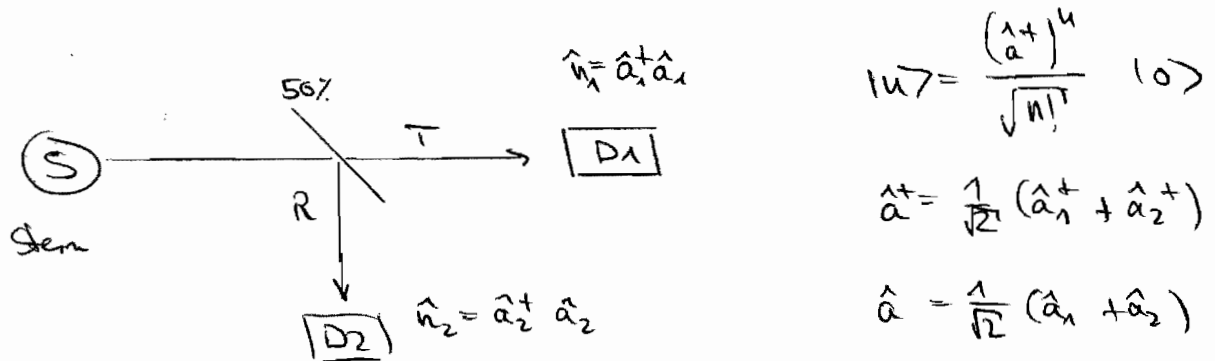 S
Stern
50%
T
R
D1
n̂₁ = â₁⁺ â₁
D2
n̂₂ = â₂⁺ â₂
|n> = (â⁺)ⁿ / √n! |0>
â⁺ = 1/√2 (â₁⁺ + â₂⁺)
â = 1/√2 (â₁ + â₂)